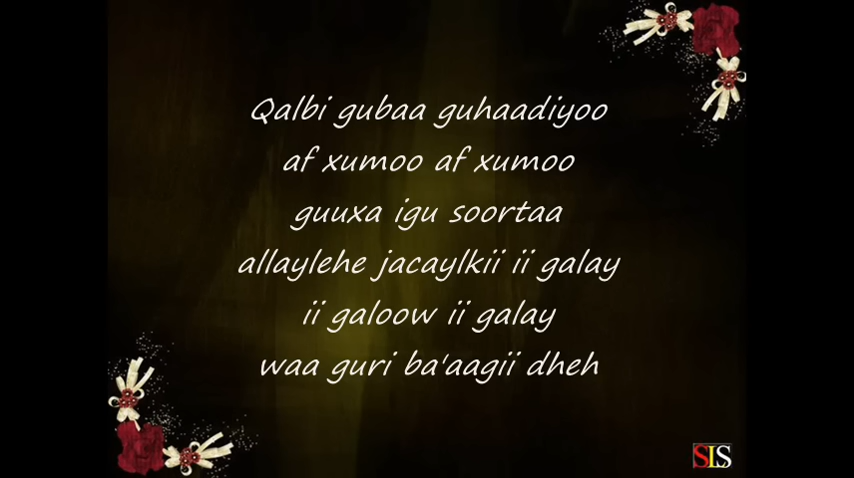 Qalbi gubaa guhaadiyoo
af xumoo af xumoo
guuxa igu soortaa
allaylehe jacaylkii ii galay
ii galoow ii galay
waa guri ba'aagii dheh
SLS